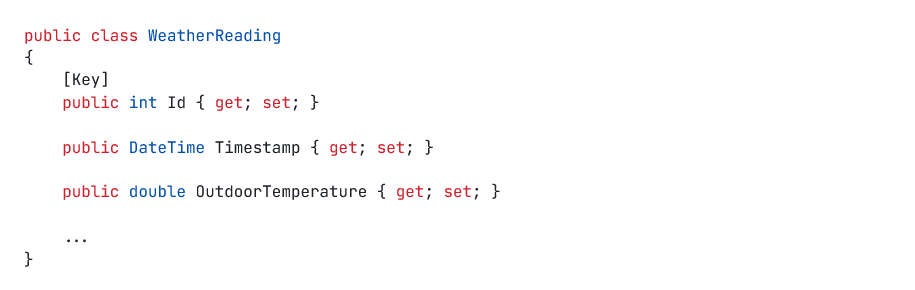 public class WeatherReading
{
    [Key]
    public int Id { get; set; }
    public DateTime Timestamp { get; set; }
    public double OutdoorTemperature { get; set; }
    ...
}